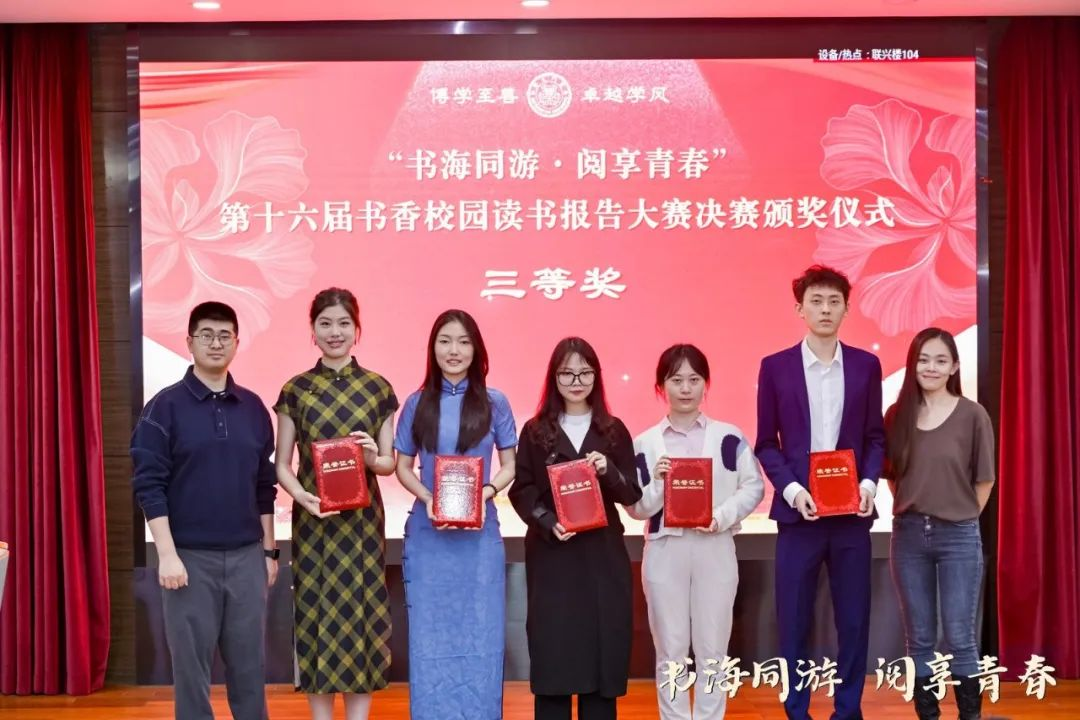 设备/热点：联兴楼104
博学至善 卓越学风
“书海同游·阅享青春”
第十六届书香校园读书报告大赛决赛颁奖仪式
三等奖
荣誉证书
荣誉证书
荣誉证书
荣誉证书
荣誉证书
书海同游 阅享青春